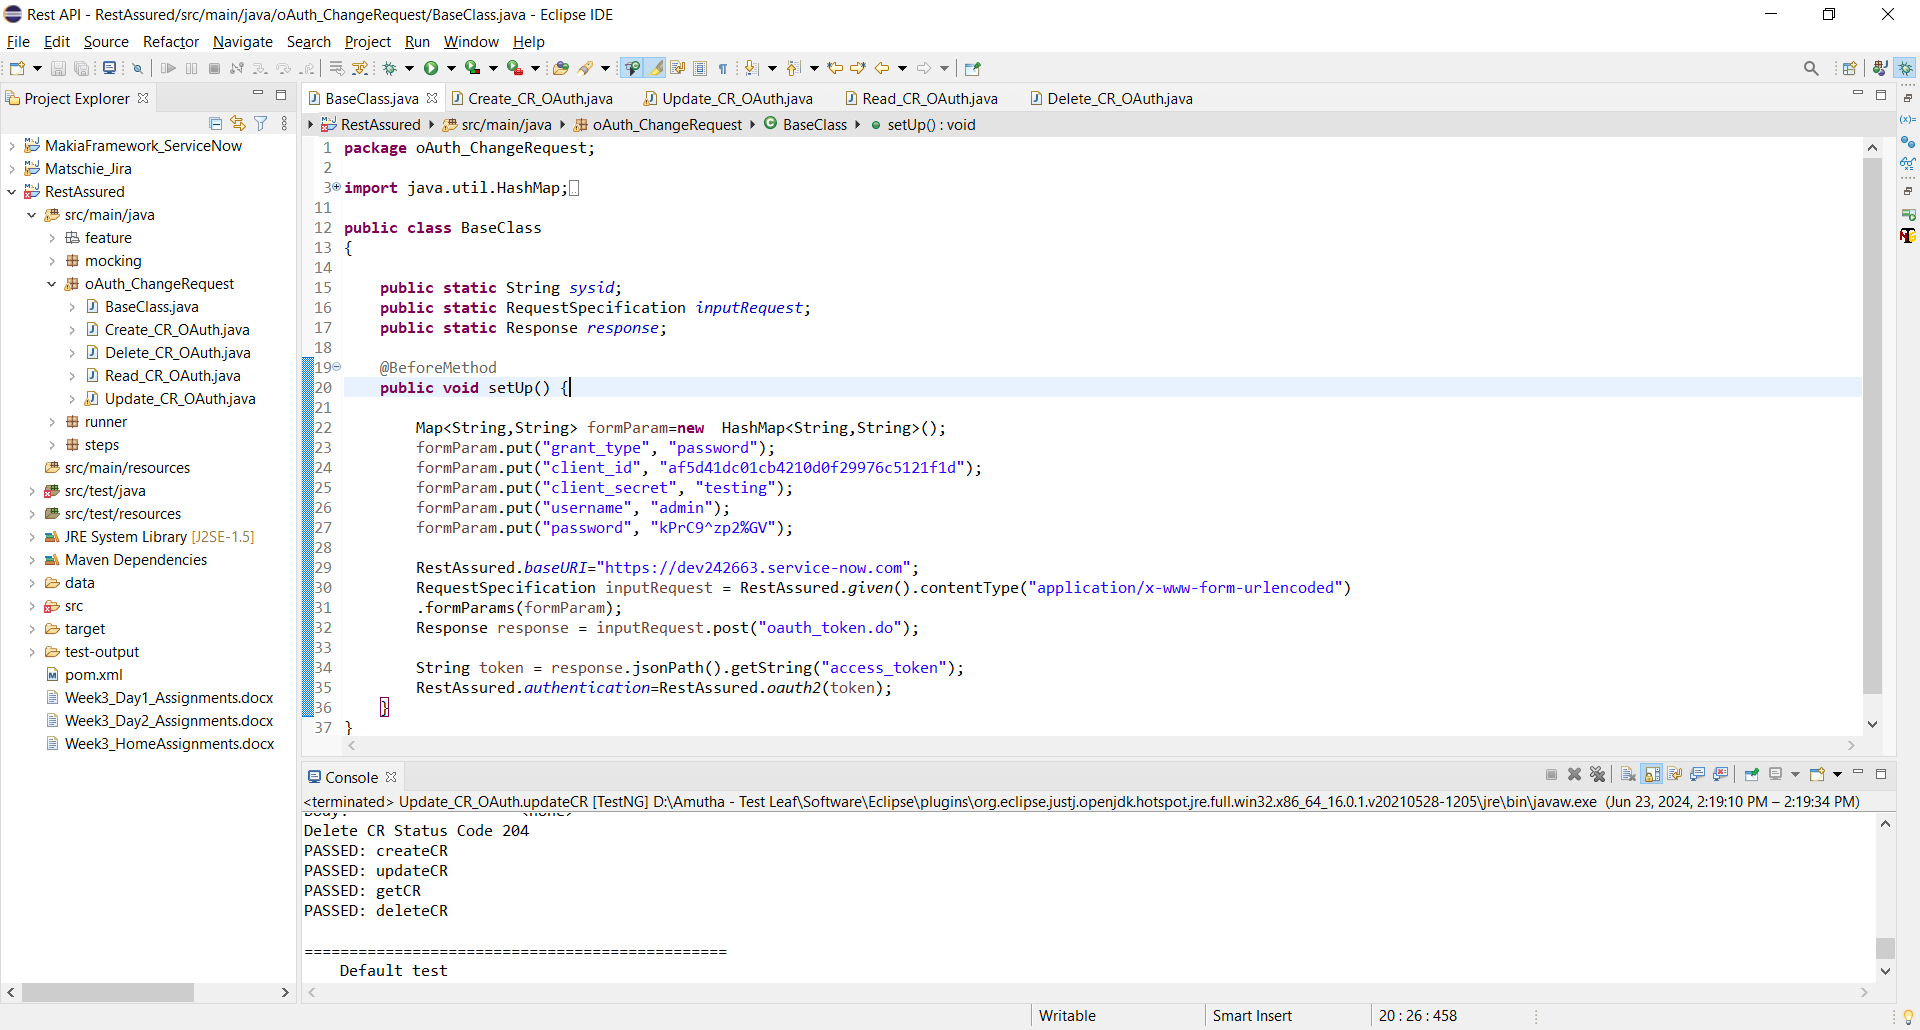 Rest API - RestAssured/src/main/java/oAuth_ChangeRequest/BaseClass.java - Eclipse IDE
File Edit Source Refactor Navigate Search Project Run Window Help
Project Explorer
MakiaFramework_ServiceNow
Matschie_Jira
RestAssured
src/main/java
feature
mocking
oAuth_ChangeRequest
BaseClass.java
Create_CR_OAuth.java
Delete_CR_OAuth.java
Read_CR_OAuth.java
Update_CR_OAuth.java
runner
steps
src/main/resources
src/test/java
src/test/resources
JRE System Library [J2SE-1.5]
Maven Dependencies
data
src
target
test-output
pom.xml
Week3_Day1_Assignments.docx
Week3_Day2_Assignments.docx
Week3_HomeAssignments.docx
BaseClass.java Create_CR_OAuth.java Update_CR_OAuth.java Read_CR_OAuth.java Delete_CR_OAuth.java
RestAssured src/main/java oAuth_ChangeRequest BaseClass setUp() : void
1 package oAuth_ChangeRequest;
2
3 import java.util.HashMap;
11
12 public class BaseClass
13 {
14
15 public static String sysid;
16 public static RequestSpecification inputRequest;
17 public static Response response;
18
19 @BeforeMethod
20 public void setUp() {
21
22 Map<String,String> formParam=new  HashMap<String,String>();
23 formParam.put("grant_type", "password");
24 formParam.put("client_id", "af5d41dc01cb4210d0f29976c5121f1d");
25 formParam.put("client_secret", "testing");
26 formParam.put("username", "admin");
27 formParam.put("password", "kPrC9^zp2%GV");
28
29 RestAssured.baseURI="https://dev242663.service-now.com";
30 RequestSpecification inputRequest = RestAssured.given().contentType("application/x-www-form-urlencoded")
31 .formParams(formParam);
32 Response response = inputRequest.post("oauth_token.do");
33
34 String token = response.jsonPath().getString("access_token");
35 RestAssured.authentication=RestAssured.oauth2(token);
36 }
37 }
Console
<terminated> Update_CR_OAuth.updateCR [TestNG] D:\Amutha - Test Leaf\Software\Eclipse\plugins\org.eclipse.justj.openjdk.hotspot.jre.full.win32.x86_64_16.0.1.v20210528-1205\jre\bin\javaw.exe (Jun 23, 2024, 2:19:10 PM – 2:19:34 PM)
Body: <none>
Delete CR Status Code 204
PASSED: createCR
PASSED: updateCR
PASSED: getCR
PASSED: deleteCR
===============================================
Default test
Writable Smart Insert 20 : 26 : 458